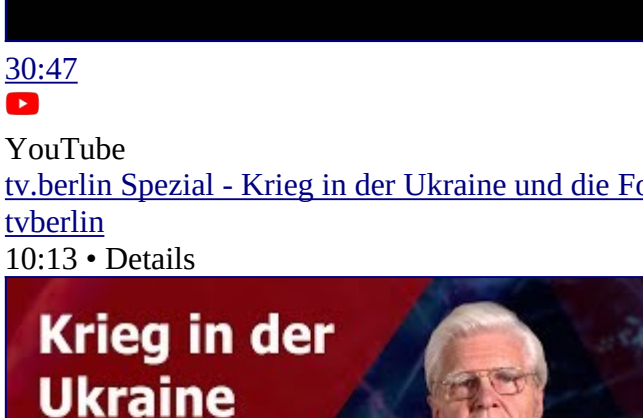 30:47
YouTube
tv.berlin Spezial - Krieg in der Ukraine und die Fo
tvberlin
10:13 • Details
Krieg in der
Ukraine